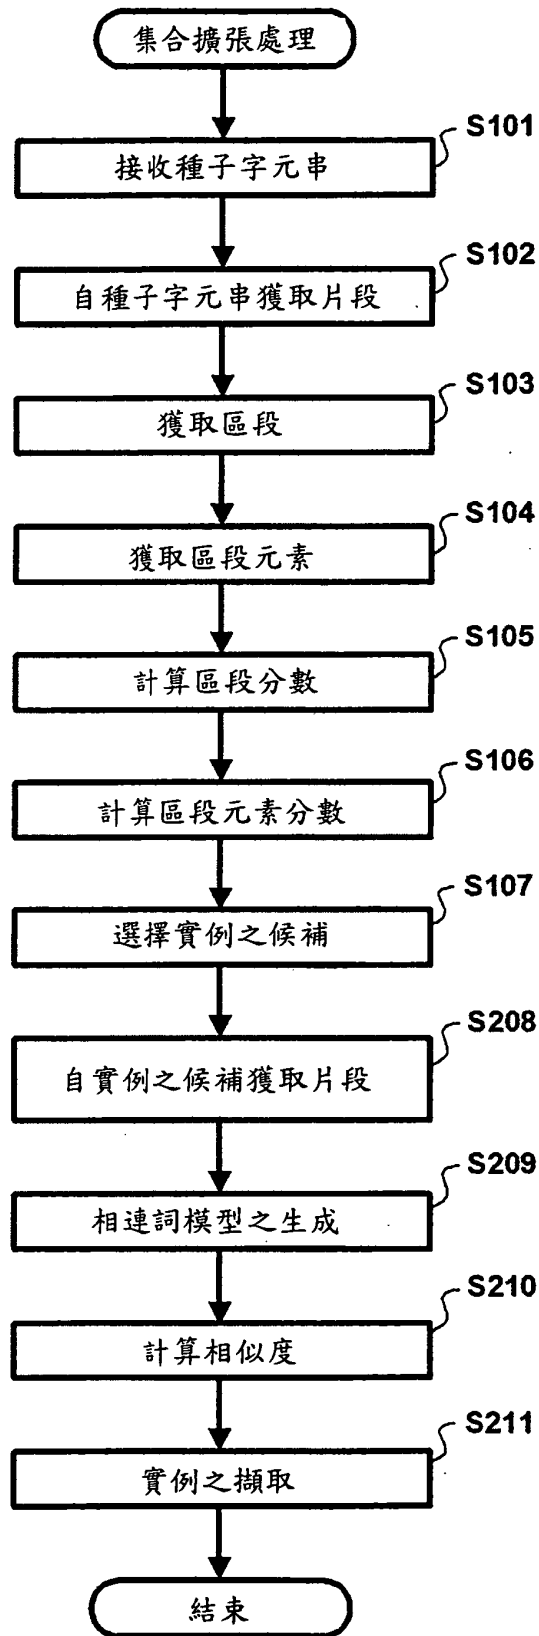 集合擴張處理
S101
接收種子字元串
S102
自種子字元串獲取片段
S103
獲取區段
S104
獲取區段元素
S105
計算區段分數
S106
計算區段元素分數
S107
選擇實例之候補
S208
自實例之候補獲取片段
S209
相連詞模型之生成
S210
計算相似度
S211
實例之擷取
結束